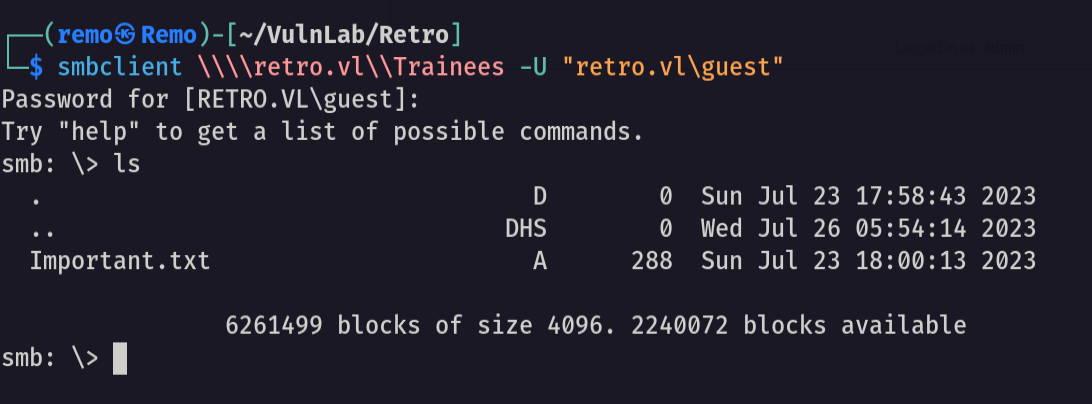 ┌──(remo㉿Remo)-[~/VulnLab/Retro]
└─$ smbclient \\\\retro.vl\\Trainees -U "retro.vl\guest"
Password for [RETRO.VL\guest]:
Try "help" to get a list of possible commands.
smb: \> ls
  .                                   D        0  Sun Jul 23 17:58:43 2023
  ..                                DHS        0  Wed Jul 26 05:54:14 2023
  Important.txt                       A      288  Sun Jul 23 18:00:13 2023
                6261499 blocks of size 4096. 2240072 blocks available
smb: \>